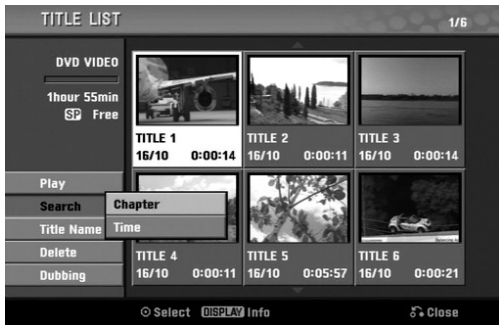 TITLE LIST
1/6
DVD VIDEO
1hour 55min
SP Free
TITLE 1
16/10 0:00:14
TITLE 2
16/10 0:00:11
TITLE 3
16/10 0:00:14
Play
Search
Title Name
Delete
Dubbing
Chapter
Time
TITLE 4
16/10 0:00:11
TITLE 5
16/10 0:05:57
TITLE 6
16/10 0:00:21
Select DISPLAY Info
Close